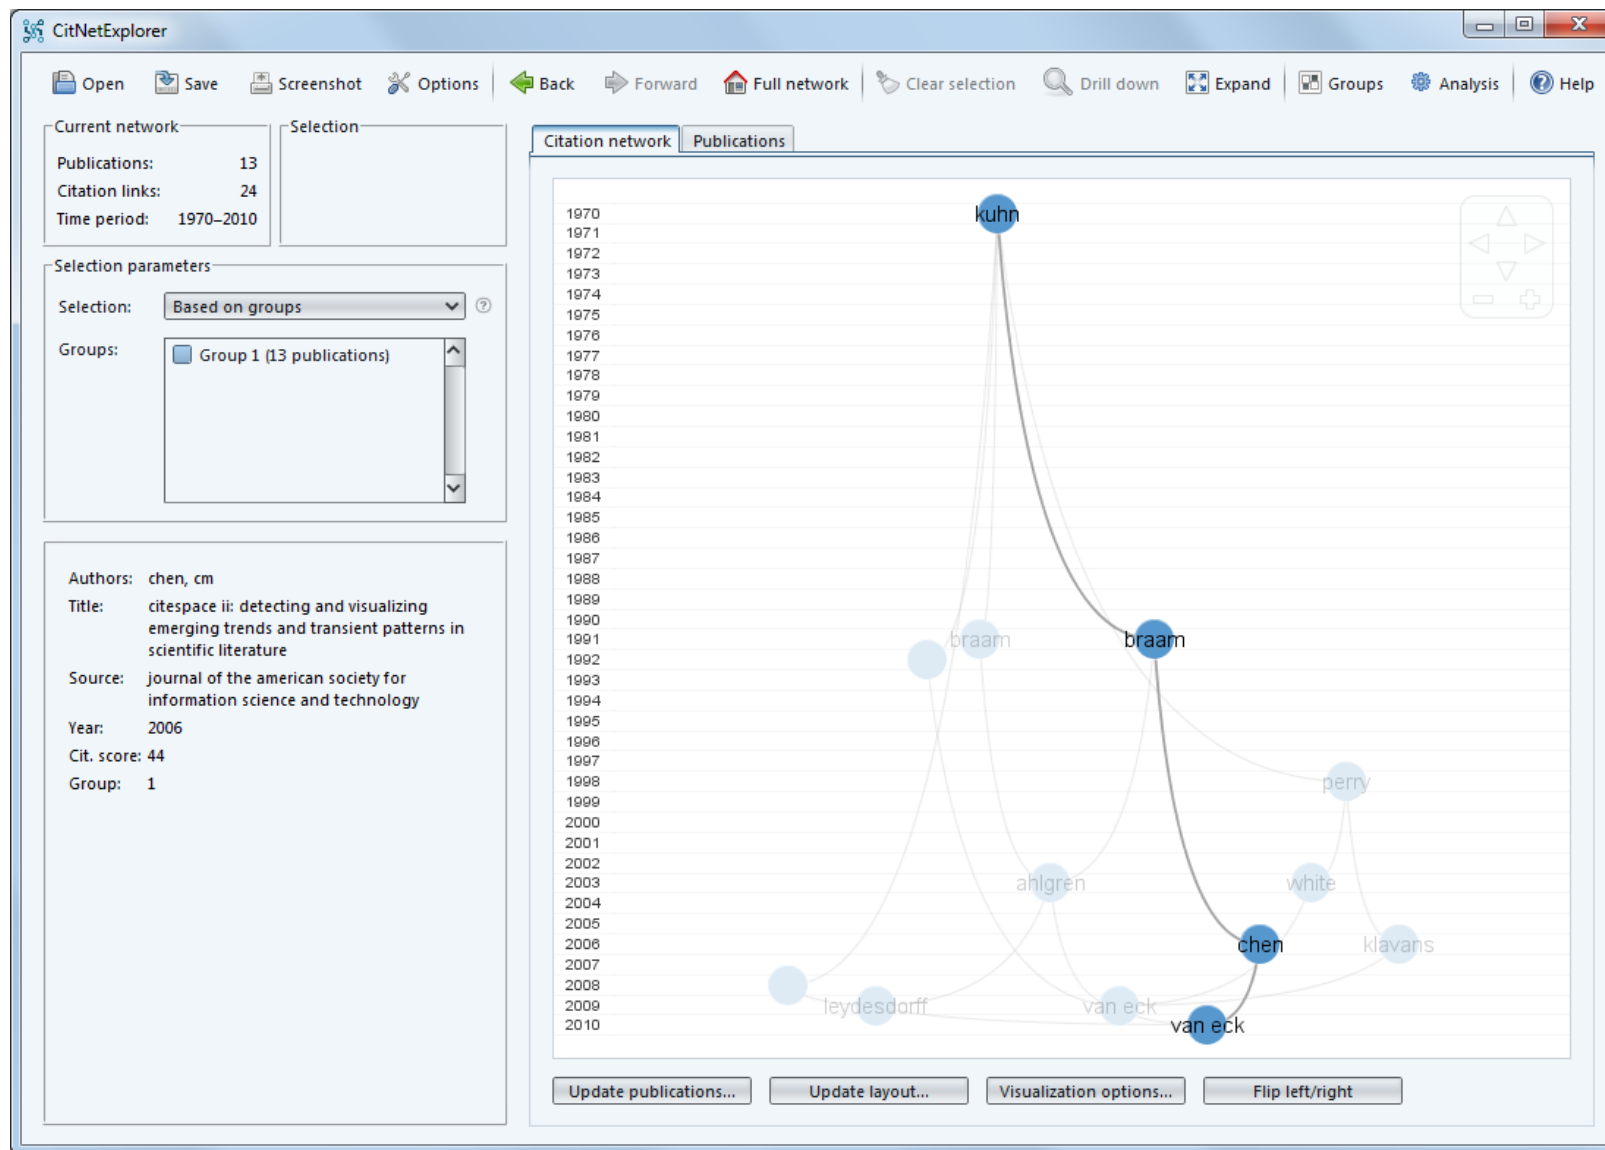 CitNetExplorer
Open Save Screenshot Options Back Forward Full network Clear selection Drill down Expand Groups Analysis Help
Current network
Publications: 13
Citation links: 24
Time period: 1970–2010
Selection
Selection parameters
Selection: Based on groups ?
Groups: Group 1 (13 publications)
Authors: chen, cm
Title: citespace ii: detecting and visualizing
emerging trends and transient patterns in
scientific literature
Source: journal of the american society for
information science and technology
Year: 2006
Cit. score: 44
Group: 1
Citation network Publications
1970 kuhn
1971
1972
1973
1974
1975
1976
1977
1978
1979
1980
1981
1982
1983
1984
1985
1986
1987
1988
1989
1990
1991 braam braam
1992
1993
1994
1995
1996
1997
1998 perry
1999
2000
2001
2002
2003 ahlgren white
2004
2005
2006 chen klavans
2007
2008
2009 leydesdorff van eck
2010 van eck
Update publications... Update layout... Visualization options... Flip left/right